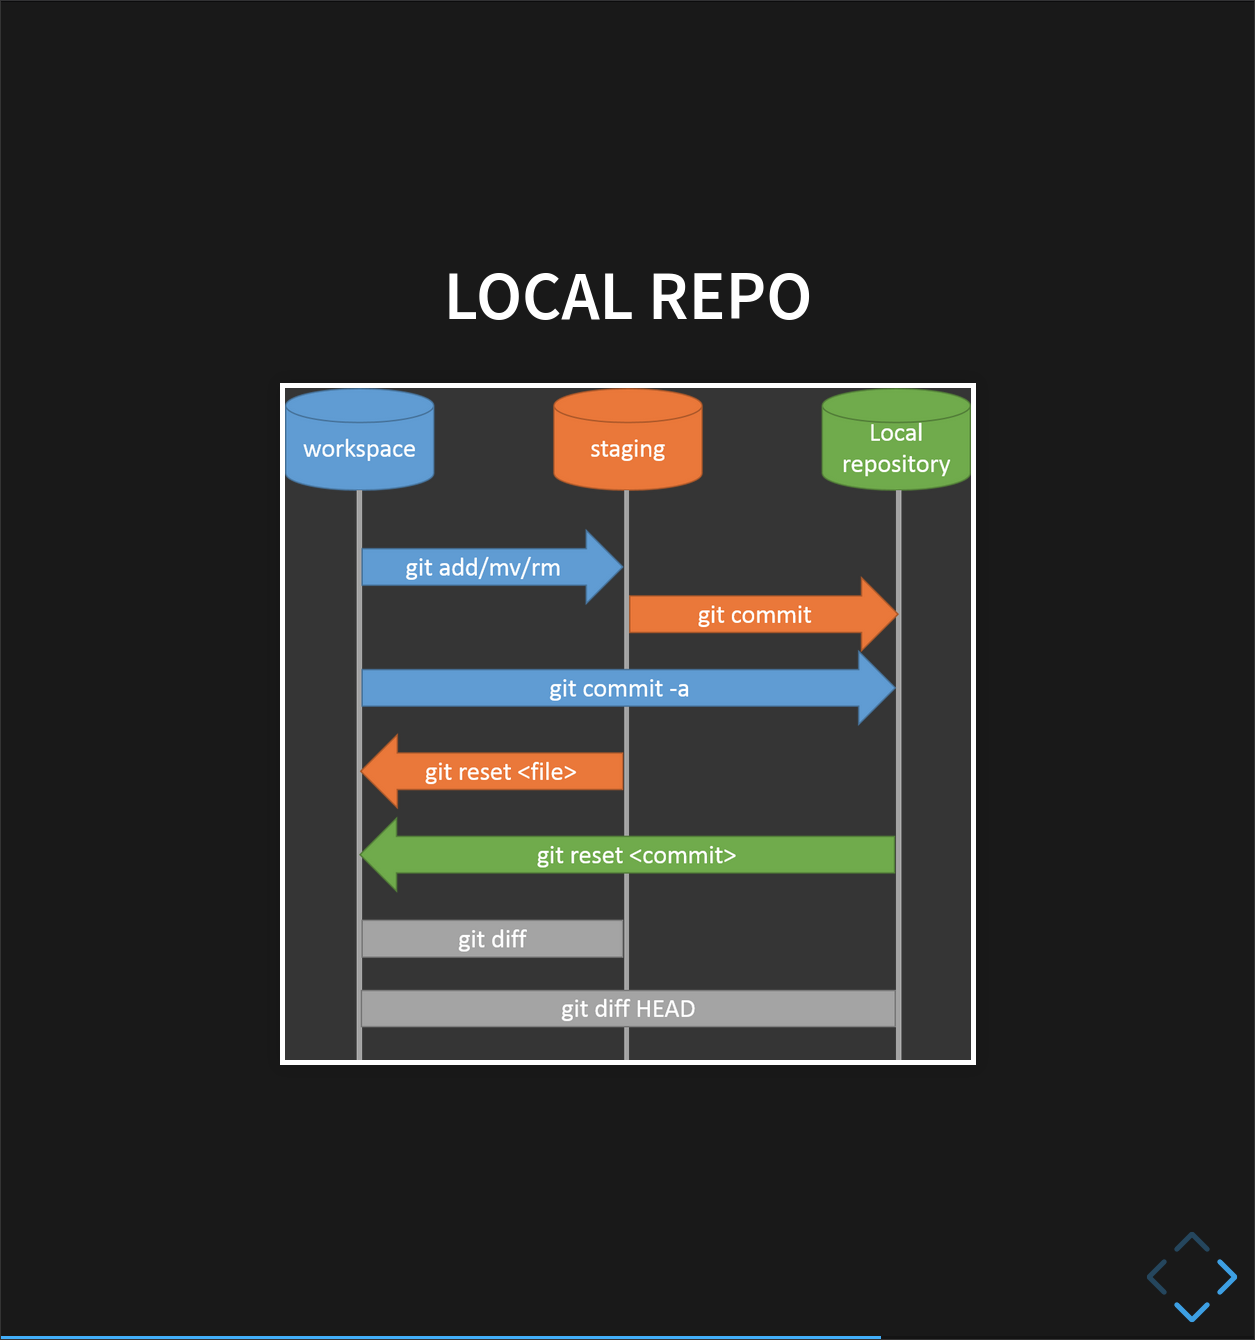 LOCAL REPO
workspace
staging
Local
repository
git add/mv/rm
git commit
git commit -a
git reset <file>
git reset <commit>
git diff
git diff HEAD